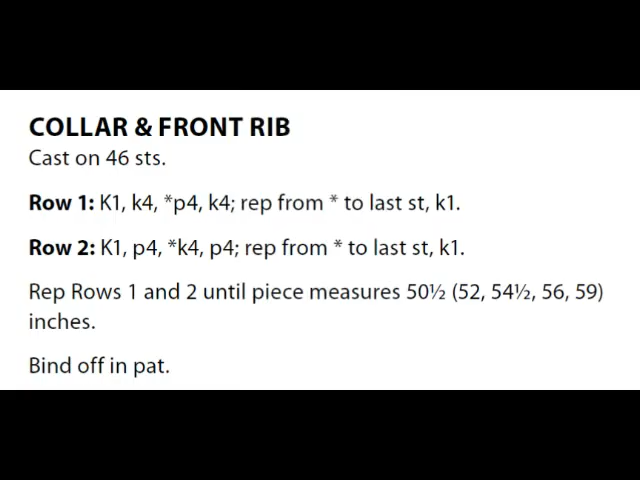 COLLAR & FRONT RIB
Cast on 46 sts.
Row 1: K1, k4, *p4, k4; rep from * to last st, k1.
Row 2: K1, p4, *k4, p4; rep from * to last st, k1.
Rep Rows 1 and 2 until piece measures 50½ (52, 54½, 56, 59)
inches.
Bind off in pat.